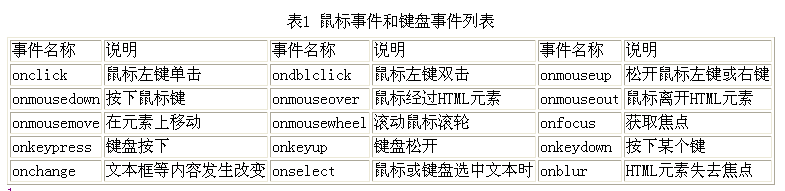 表1 鼠标事件和键盘事件列表
事件名称 说明 事件名称 说明 事件名称 说明
onclick 鼠标左键单击 ondblclick 鼠标左键双击 onmouseup 松开鼠标左键或右键
onmousedown 按下鼠标键 onmouseover 鼠标经过HTML元素 onmouseout 鼠标离开HTML元素
onmousemove 在元素上移动 onmousewheel 滚动鼠标滚轮 onfocus 获取焦点
onkeypress 键盘按下 onkeyup 键盘松开 onkeydown 按下某个键
onchange 文本框等内容发生改变 onselect 鼠标或键盘选中文本时 onblur HTML元素失去焦点